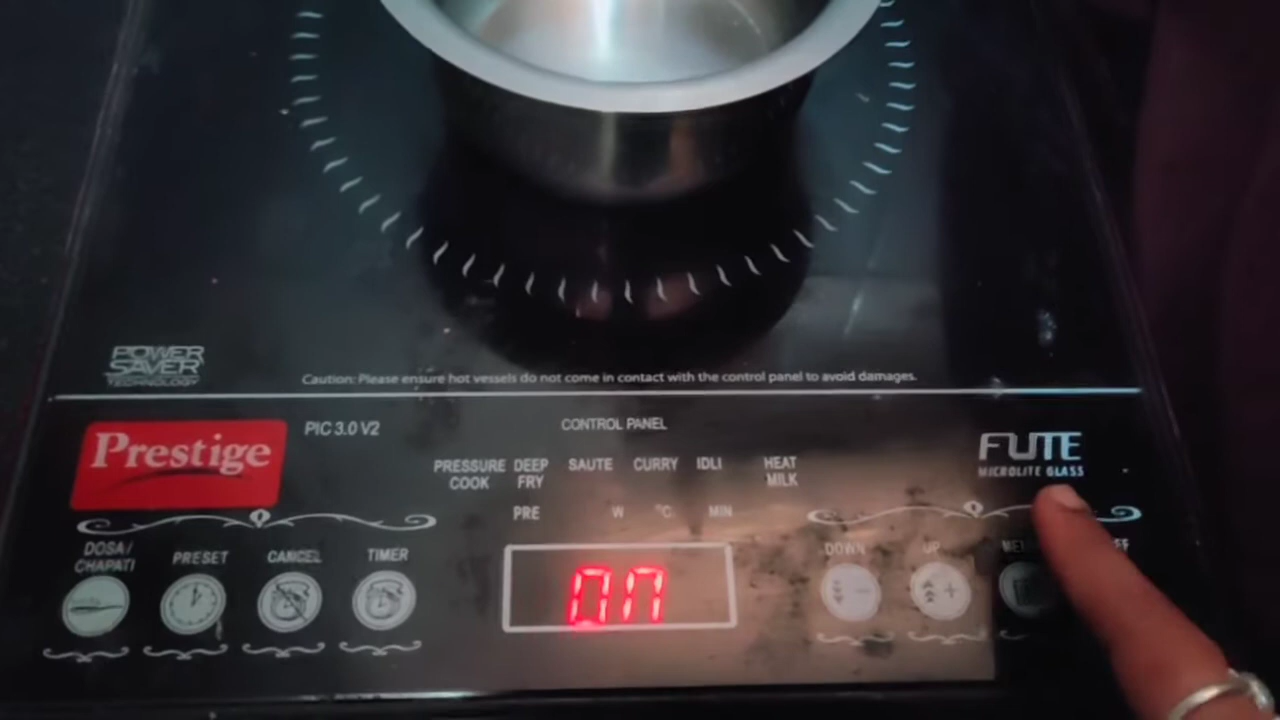 POWER
SAVER
TECHNOLOGY
Caution: Please ensure hot vessels do not come in contact with the control panel to avoid damages.
Prestige
PIC 3.0 V2
CONTROL PANEL
FUTE
MICROLITE GLASS
PRESSURE COOK
DEEP FRY
SAUTE
CURRY
IDLI
HEAT MILK
PRE
W
°C
MIN
DOSA/
CHAPATI
PRESET
CANCEL
TIMER
on
DOWN
UP